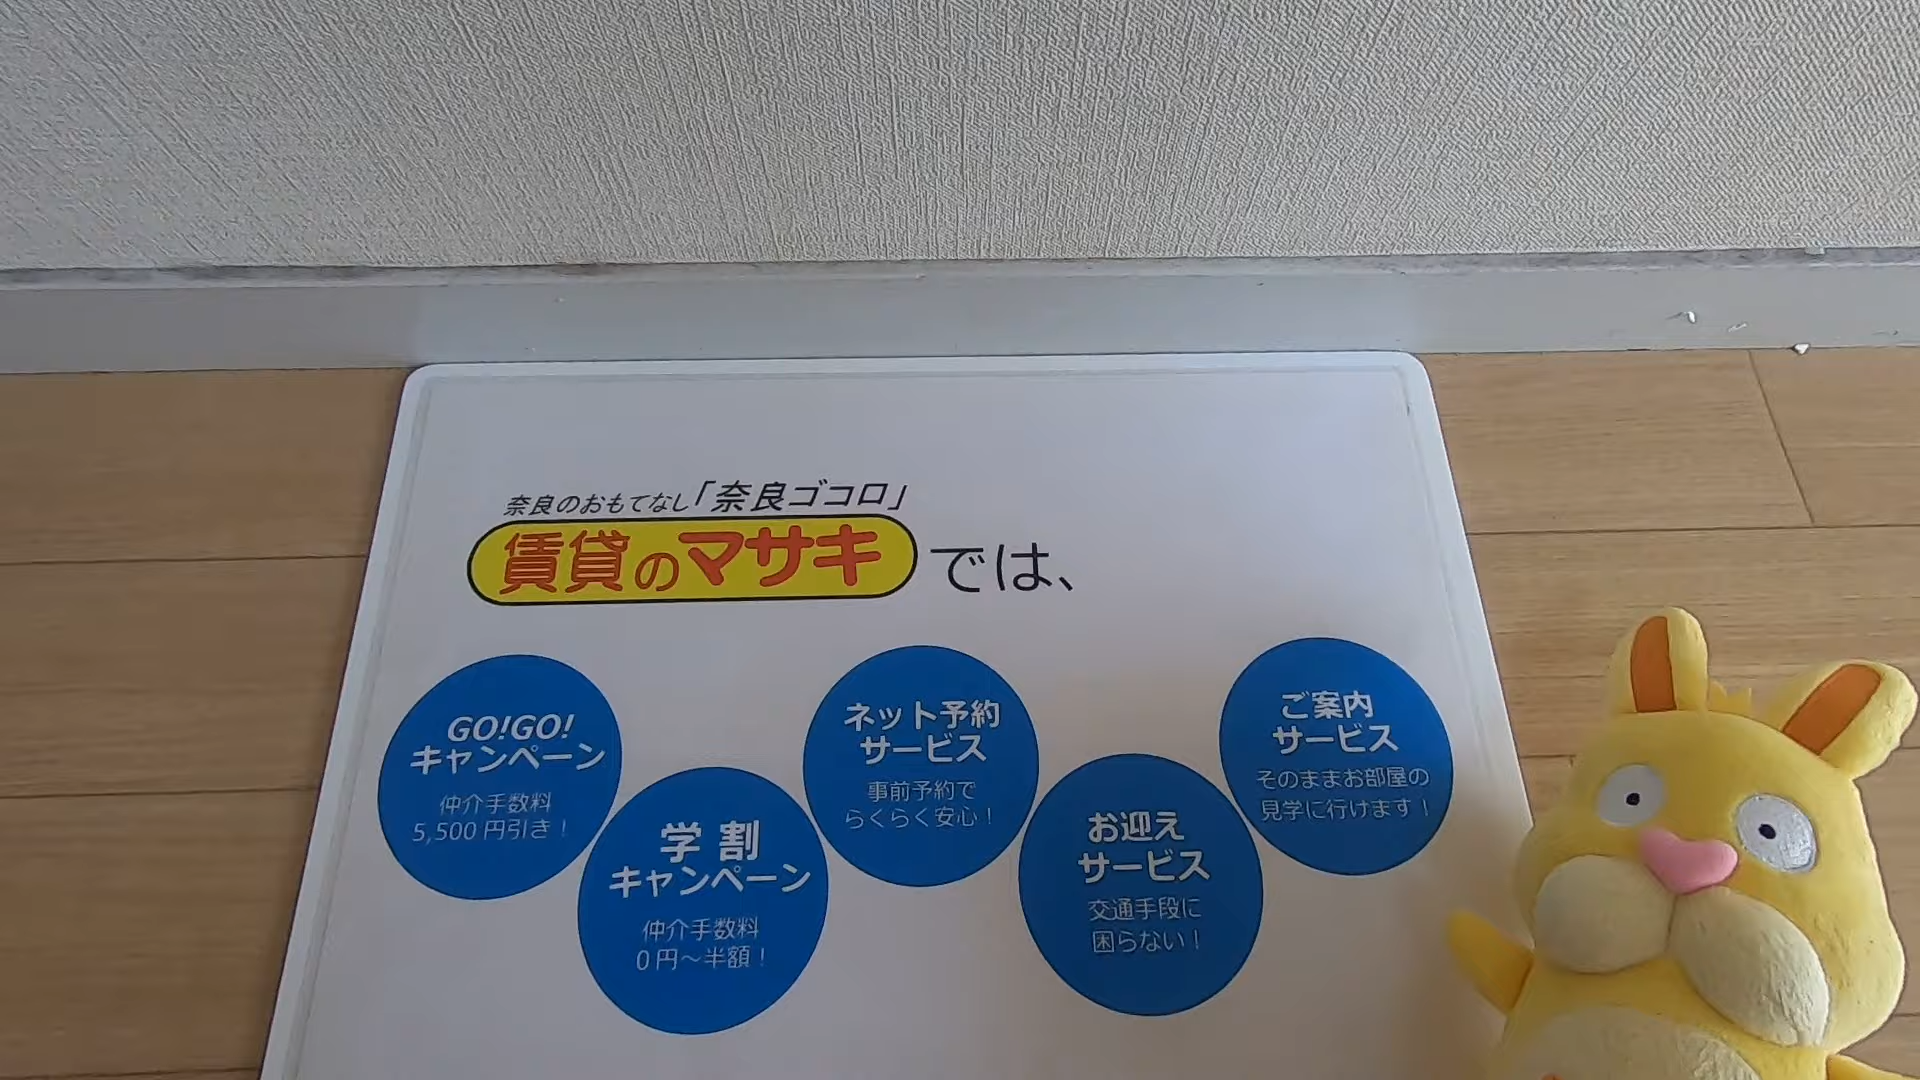 奈良のおもてなし「奈良ゴコロ」
賃貸のマサキでは、
GO!GO!
キャンペーン
仲介手数料
5,500円引き！
学割
キャンペーン
仲介手数料
0円～半額！
ネット予約
サービス
事前予約で
らくらく安心！
お迎え
サービス
交通手段に
困らない！
ご案内
サービス
そのままお部屋の
見学に行けます！